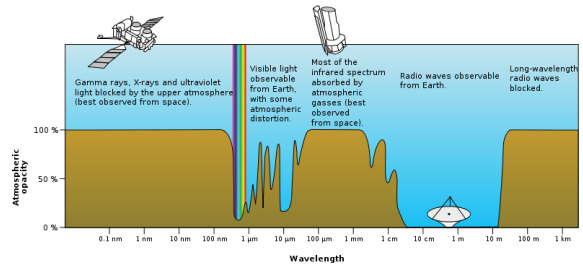 Gamma rays, X-rays and ultraviolet
light blocked by the upper atmosphere
(best observed from space).
Visible light
observable
from Earth,
with some
atmospheric
distortion.
Most of the
infrared spectrum
absorbed by
atmospheric
gasses (best
observed
from space).
Radio waves observable
from Earth.
Long-wavelength
radio waves
blocked.
Atmospheric
opacity
100 %
50 %
0 %
0.1 nm
1 nm
10 nm
100 nm
1 μm
10 μm
100 μm
1 mm
1 cm
10 cm
1 m
10 m
100 m
1 km
Wavelength